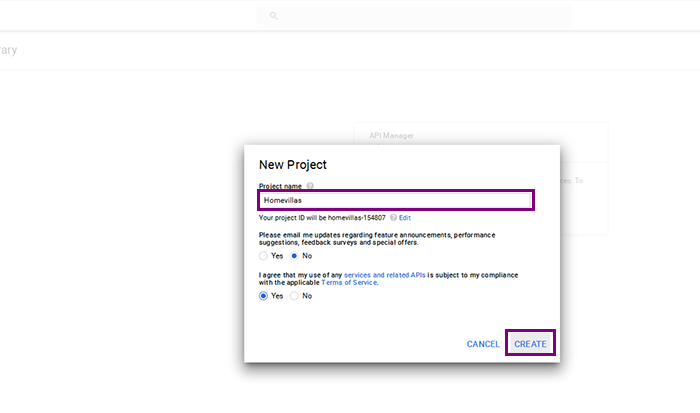 rary
API Manager
ces To
New Project
Project name
Homevillas
Your project ID will be homevillas-154807 Edit
Please email me updates regarding feature announcements, performance
suggestions, feedback surveys and special offers.
Yes No
I agree that my use of any services and related APIs is subject to my compliance
with the applicable Terms of Service.
Yes No
CANCEL CREATE